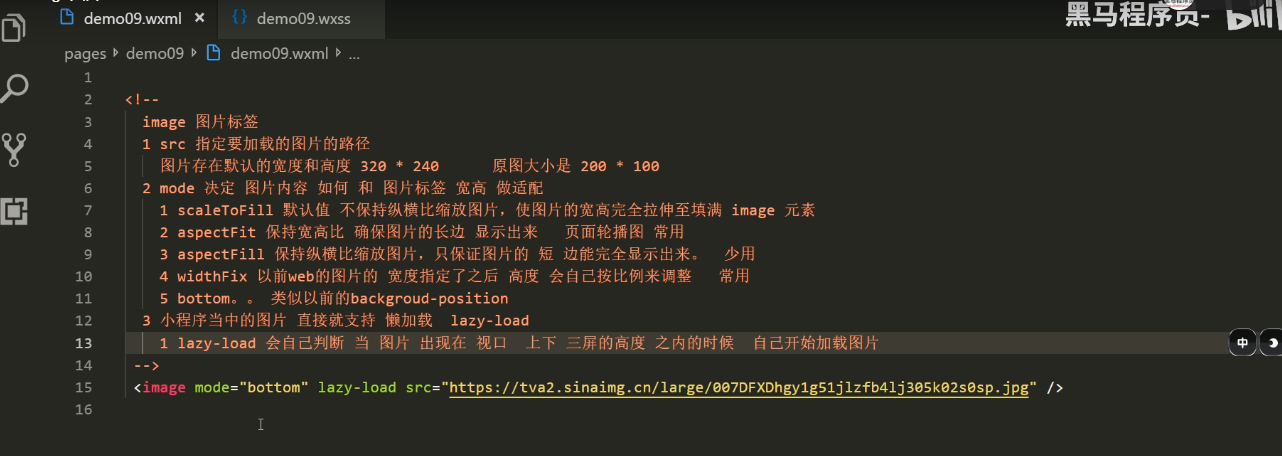 demo09.wxml × demo09.wxss
黑马程序员-
pages demo09 demo09.wxml ...
1
2 <!--
3 image 图片标签
4 1 src 指定要加载的图片的路径
5 图片存在默认的宽度和高度 320 * 240 原图大小是 200 * 100
6 2 mode 决定 图片内容 如何 和 图片标签 宽高 做适配
7 1 scaleToFill 默认值 不保持纵横比缩放图片，使图片的宽高完全拉伸至填满 image 元素
8 2 aspectFit 保持宽高比 确保图片的长边 显示出来 页面轮播图 常用
9 3 aspectFill 保持纵横比缩放图片，只保证图片的 短 边能完全显示出来。 少用
10 4 widthFix 以前web的图片的 宽度指定了之后 高度 会自己按比例来调整 常用
11 5 bottom。。 类似以前的backgroud-position
12 3 小程序当中的图片 直接就支持 懒加载 lazy-load
13 1 lazy-load 会自己判断 当 图片 出现在 视口 上下 三屏的高度 之内的时候 自己开始加载图片
中
14 -->
15 <image mode="bottom" lazy-load src="https://tva2.sinaimg.cn/large/007DFXDhgy1g51jlzfb4lj305k02s0sp.jpg" />
16